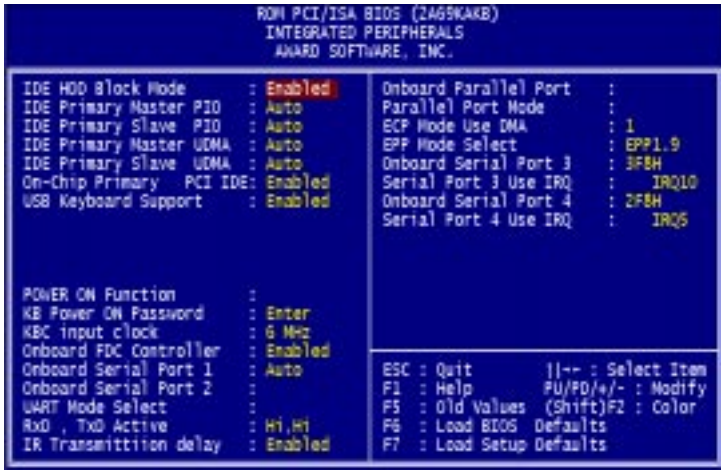 ROM PCI/ISA BIOS (2A69KAKB)
INTEGRATED PERIPHERALS
AWARD SOFTWARE, INC.
IDE HDD Block Mode : Enabled
IDE Primary Master PIO : Auto
IDE Primary Slave PIO : Auto
IDE Primary Master UDMA : Auto
IDE Primary Slave UDMA : Auto
On-Chip Primary PCI IDE: Enabled
USB Keyboard Support : Enabled
POWER ON Function :
KB Power ON Password : Enter
KBC input clock : 6 MHz
Onboard FDC Controller : Enabled
Onboard Serial Port 1 : Auto
Onboard Serial Port 2 :
UART Mode Select :
RxD , TxD Active : Hi,Hi
IR Transmittiion delay : Enabled
Onboard Parallel Port :
Parallel Port Mode :
ECP Mode Use DMA : 1
EPP Mode Select : EPP1.9
Onboard Serial Port 3 : 3F8H
Serial Port 3 Use IRQ : IRQ10
Onboard Serial Port 4 : 2F8H
Serial Port 4 Use IRQ : IRQ5
ESC : Quit : Select Item
F1 : Help PU/PD/+/- : Modify
F5 : Old Values (Shift)F2 : Color
F6 : Load BIOS Defaults
F7 : Load Setup Defaults